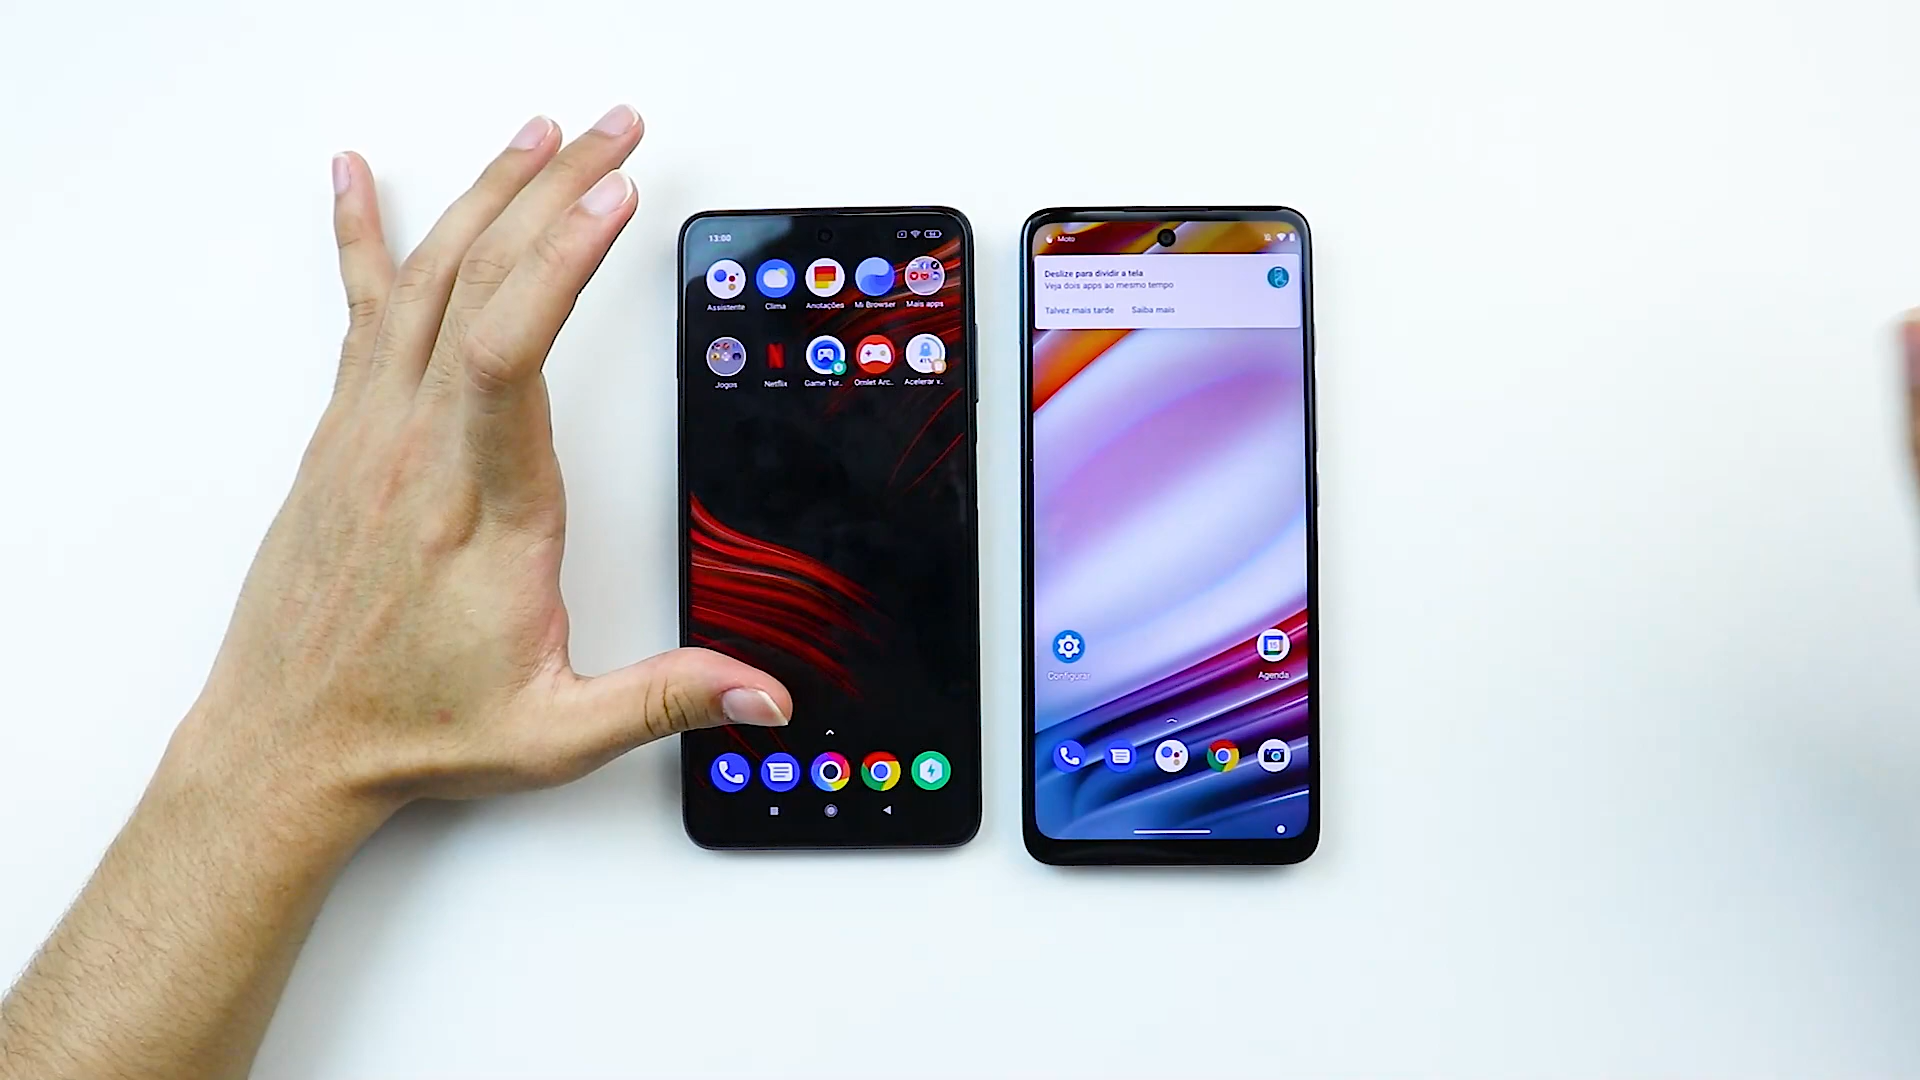 13:00
Assistente
Clima
Anotações
Mi Browser
Mais apps
Jogos
Netflix
Game Tur...
Omlet Arc...
Acelerar x...
Moto
Deslize para dividir a tela
Veja dois apps ao mesmo tempo
Talvez mais tarde Saiba mais
Configurar
Agenda